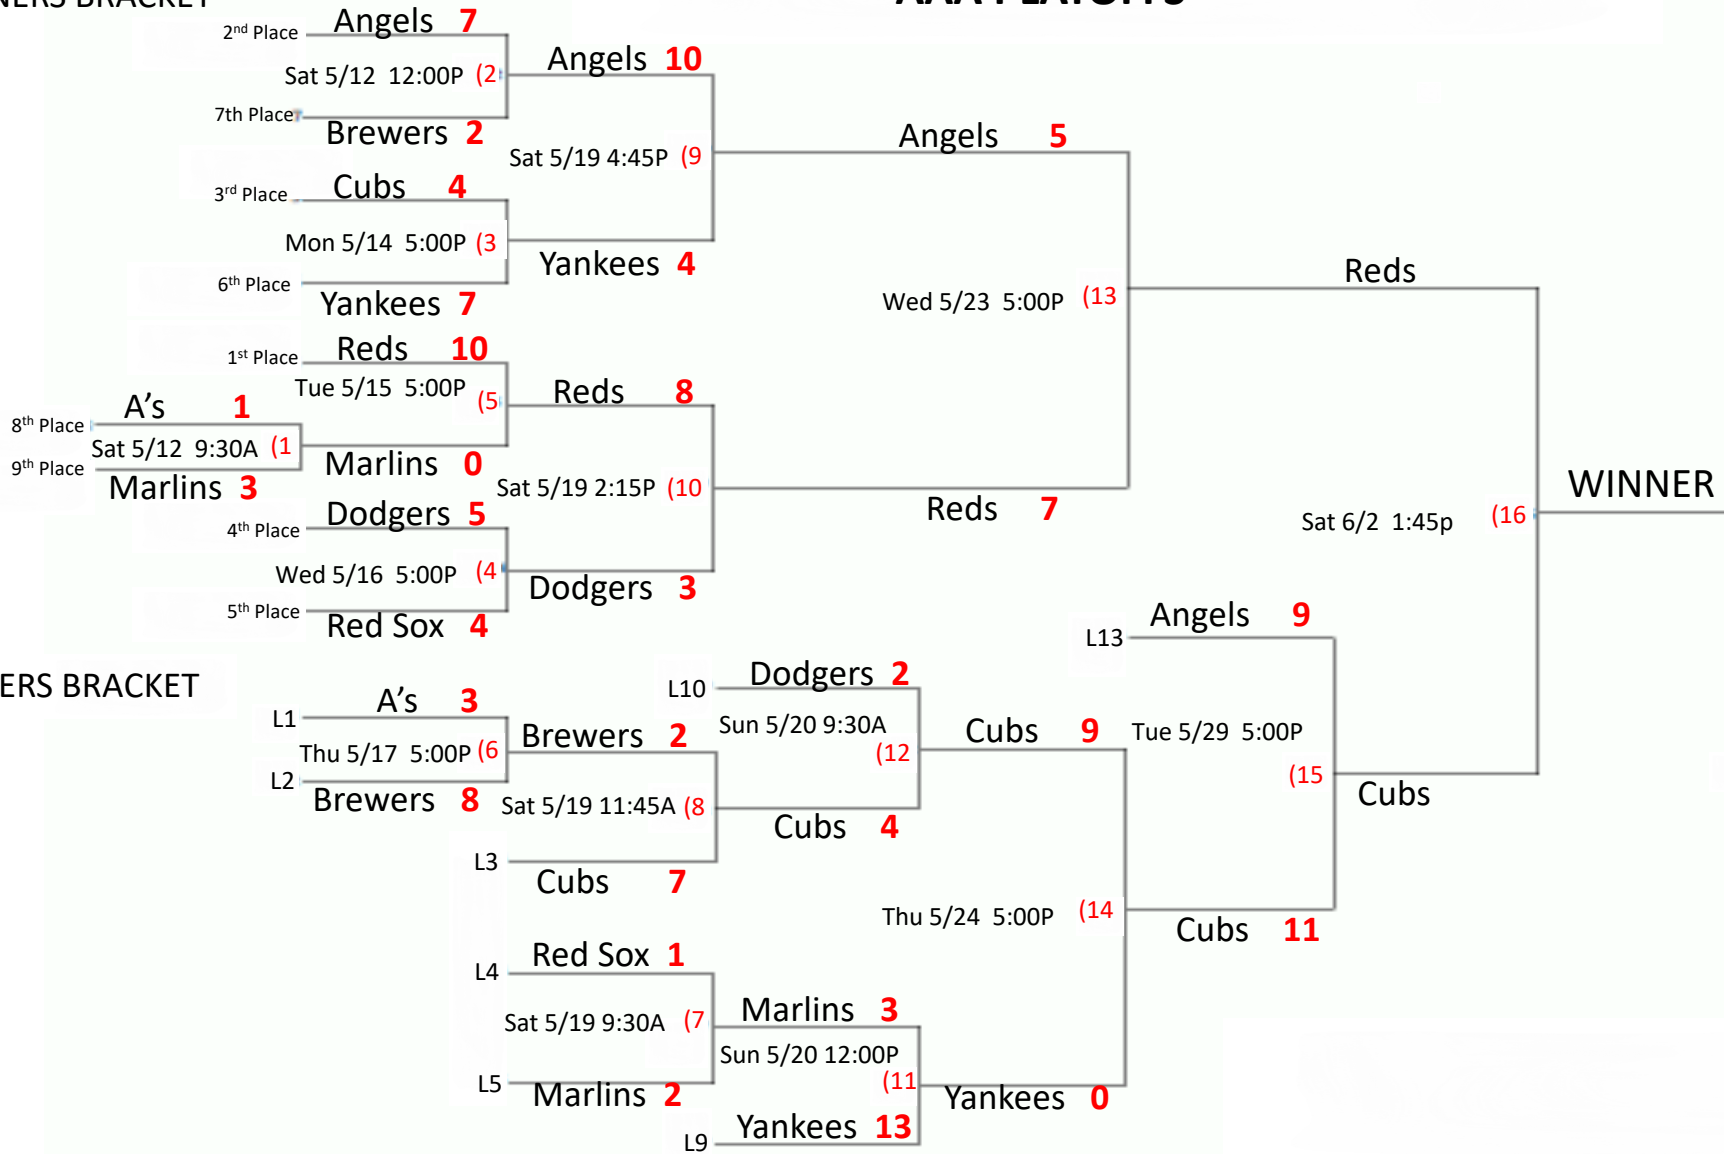 NERS BRACKET
AAA PLAYOFFS
2nd Place Angels 7
Sat 5/12 12:00P (2
7th Place Brewers 2
Angels 10
Sat 5/19 4:45P (9
3rd Place Cubs 4
Mon 5/14 5:00P (3
6th Place Yankees 7
Yankees 4
Angels 5
Wed 5/23 5:00P (13
Reds
1st Place Reds 10
Tue 5/15 5:00P (5
8th Place A’s 1
Sat 5/12 9:30A (1
9th Place Marlins 3
Marlins 0
Reds 8
Sat 5/19 2:15P (10
Reds 7
4th Place Dodgers 5
Wed 5/16 5:00P (4
5th Place Red Sox 4
Dodgers 3
WINNER
Sat 6/2 1:45p (16
ERS BRACKET
L1 A’s 3
Thu 5/17 5:00P (6
L2 Brewers 8
Brewers 2
Sat 5/19 11:45A (8
L3 Cubs 7
L10 Dodgers 2
Sun 5/20 9:30A
(12
Cubs 4
Cubs 9
Thu 5/24 5:00P (14
L13 Angels 9
Tue 5/29 5:00P
(15
Cubs
Cubs 11
L4 Red Sox 1
Sat 5/19 9:30A (7
L5 Marlins 2
Marlins 3
Sun 5/20 12:00P
(11
L9 Yankees 13
Yankees 0